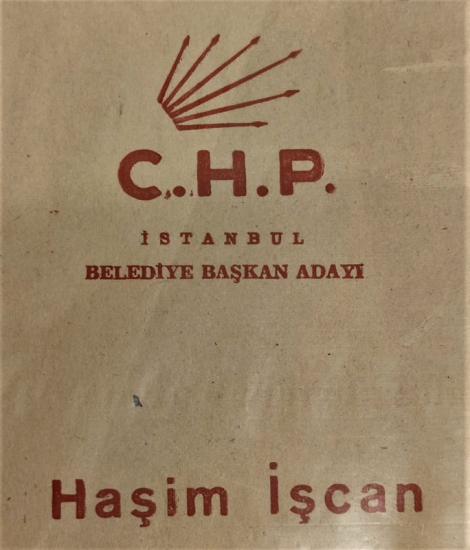 C.H.P.
İSTANBUL
BELEDİYE BAŞKAN ADAYI
Haşim İşcan